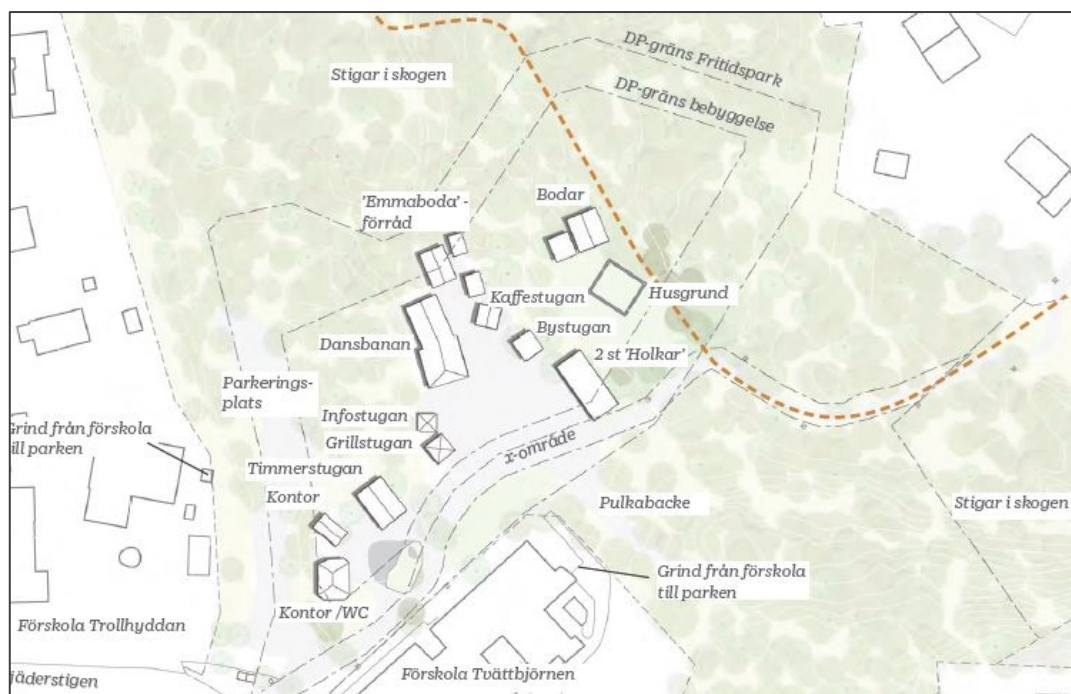 DP-gräns Fritidspark
Stigar i skogen
DP-gräns bebyggelse
'Emmaboda' -
förråd
Bodar
Kaffestugan
Husgrund
Dansbanan
Bystugan
2 st 'Holkar'
Parkerings-
plats
Infostugan
Grind från förskola
till parken
Grillstugan
x-område
Timmerstugan
Kontor
Pulkabacke
Stigar i skogen
Grind från förskola
till parken
Kontor /WC
Förskola Trollhyddan
Förskola Tvättbjörnen
jäderstigen